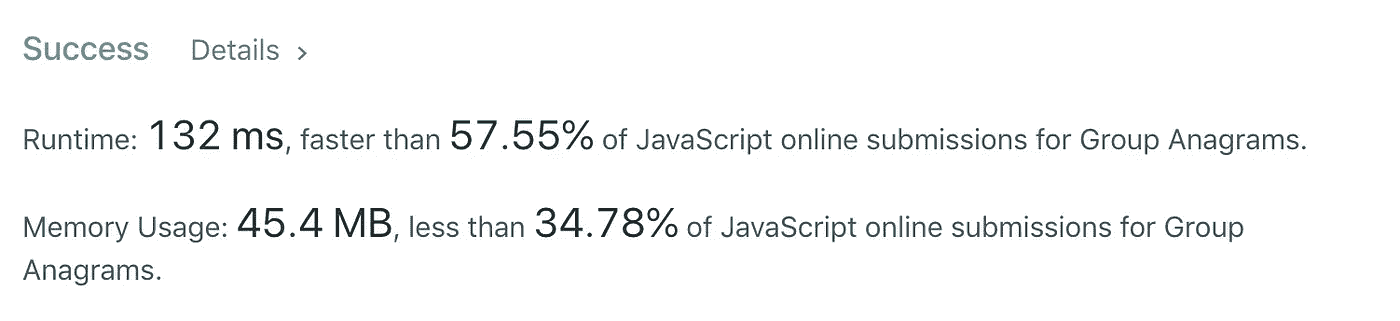 Success Details >
Runtime: 132 ms, faster than 57.55% of JavaScript online submissions for Group Anagrams.
Memory Usage: 45.4 MB, less than 34.78% of JavaScript online submissions for Group
Anagrams.